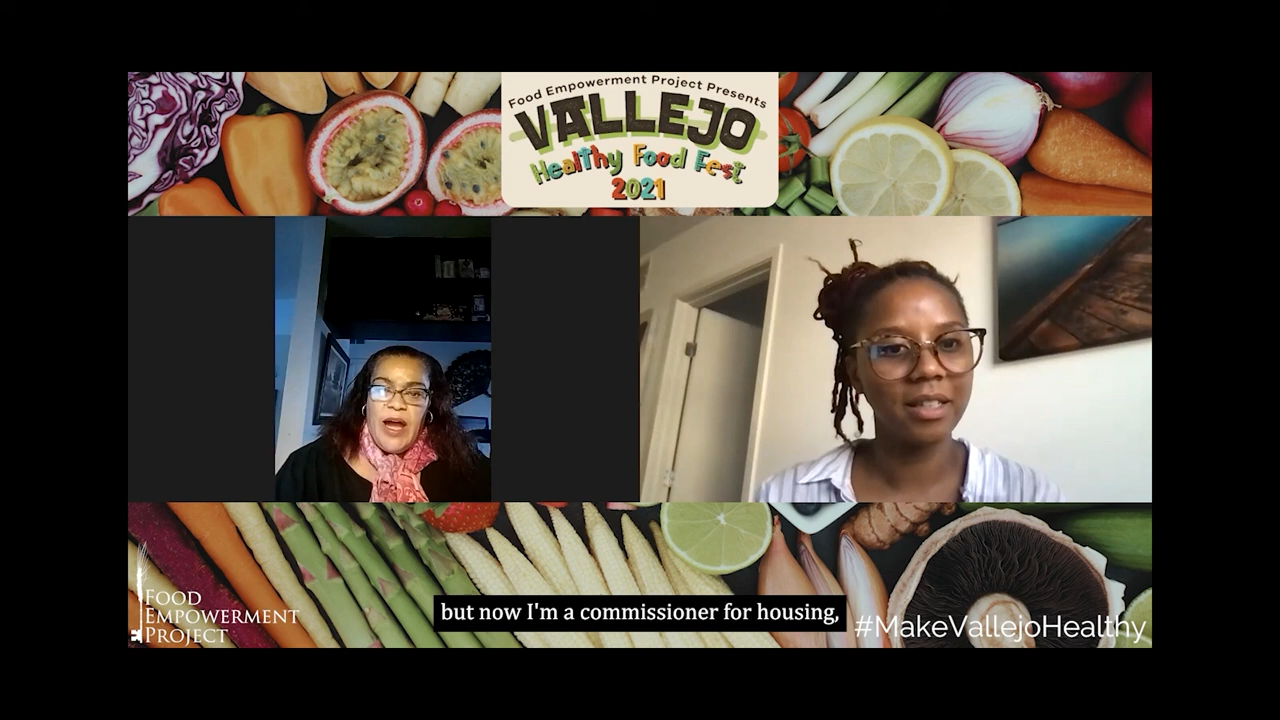 Food Empowerment Project Presents
VALLEJO
Healthy Food Fest
2021
but now I'm a commissioner for housing,
FOOD
EMPOWERMENT
PROJECT
#MakeVallejoHealthy